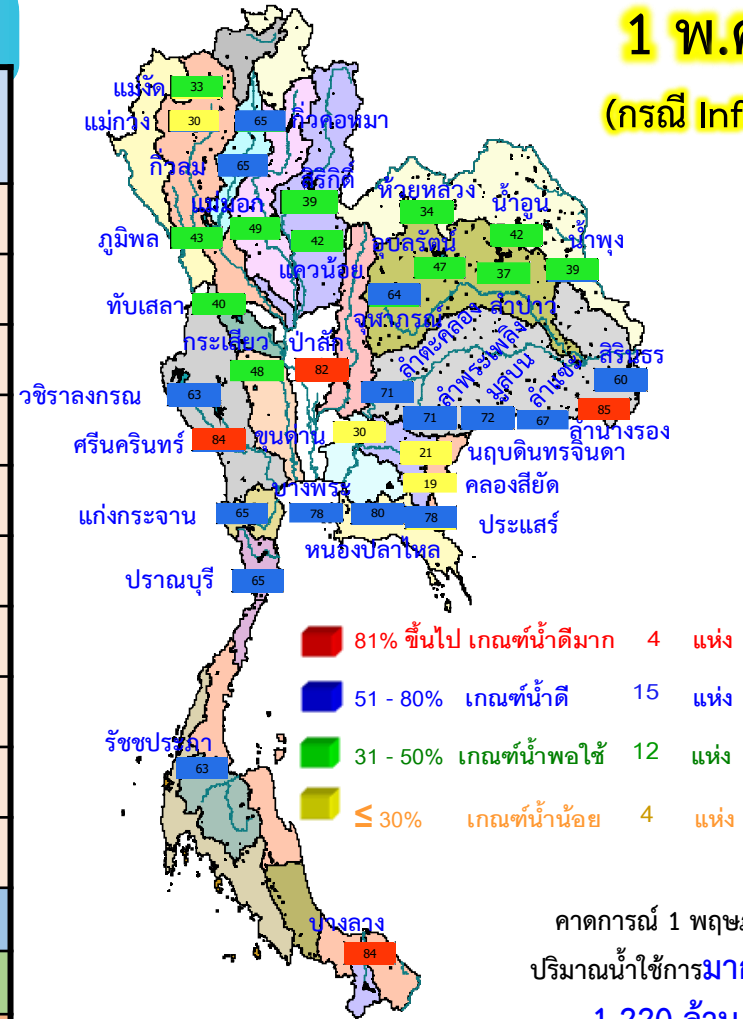 1 พ.ค
(กรณี Inf
แม่งัด 33
แม่กวง 30 65 กิ่วคอหมา
กิ่วลม 65
สิริกิติ์ 39
ห้วยหลวง 34
น้ำอูน 42
แม่มอก 49
ภูมิพล 43
42 แควน้อย
อุบลรัตน์ 47
37 ลำปาว
น้ำพุง 39
64 จุฬาภรณ์
ทับเสลา 40
กระเสียว 48
ป่าสัก 82
ลำตะคลอง 71
ลำพระเพลิง 71
มูลบน 72
ลำแชะ 67
สิรินธร 60
85 ลำนางรอง
วชิราลงกรณ 63
ศรีนครินทร์ 84
ขุนด่าน 30
21 นฤบดินทรจินดา
19 คลองสียัด
แก่งกระจาน 65
บางพระ 78
80 หนองปลาไหล
78 ประแสร์
ปราณบุรี 65
81% ขึ้นไป เกณฑ์น้ำดีมาก 4 แห่ง
51 - 80% เกณฑ์น้ำดี 15 แห่ง
31 - 50% เกณฑ์น้ำพอใช้ 12 แห่ง
≤ 30% เกณฑ์น้ำน้อย 4 แห่ง
รัชชประภา 63
บางลาง 84
คาดการณ์ 1 พฤษภ
ปริมาณน้ำใช้การมาก
1,220 ล้าน